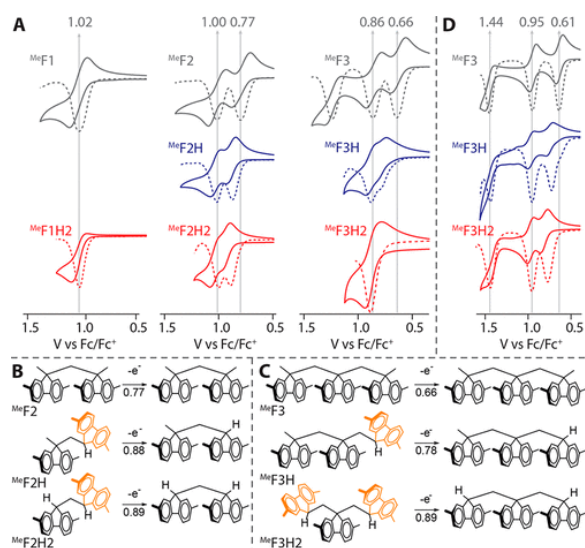 A 1.02 1.00 0.77 0.86 0.66 D 1.44 0.95 0.61
MeF1 MeF2 MeF3 MeF3
MeF2H MeF3H MeF3H
MeF1H2 MeF2H2 MeF3H2 MeF3H2
1.5 1.0 0.5 1.5 1.0 0.5 1.5 1.0 0.5 1.5 1.0 0.5
V vs Fc/Fc+ V vs Fc/Fc+ V vs Fc/Fc+ V vs Fc/Fc+
B -e- C -e-
0.77 0.66
MeF2 MeF3
-e- H -e- H
H 0.88 H 0.78
MeF2H MeF3H
H -e- H H H -e- H H
H 0.89 H 0.89
MeF2H2 MeF3H2